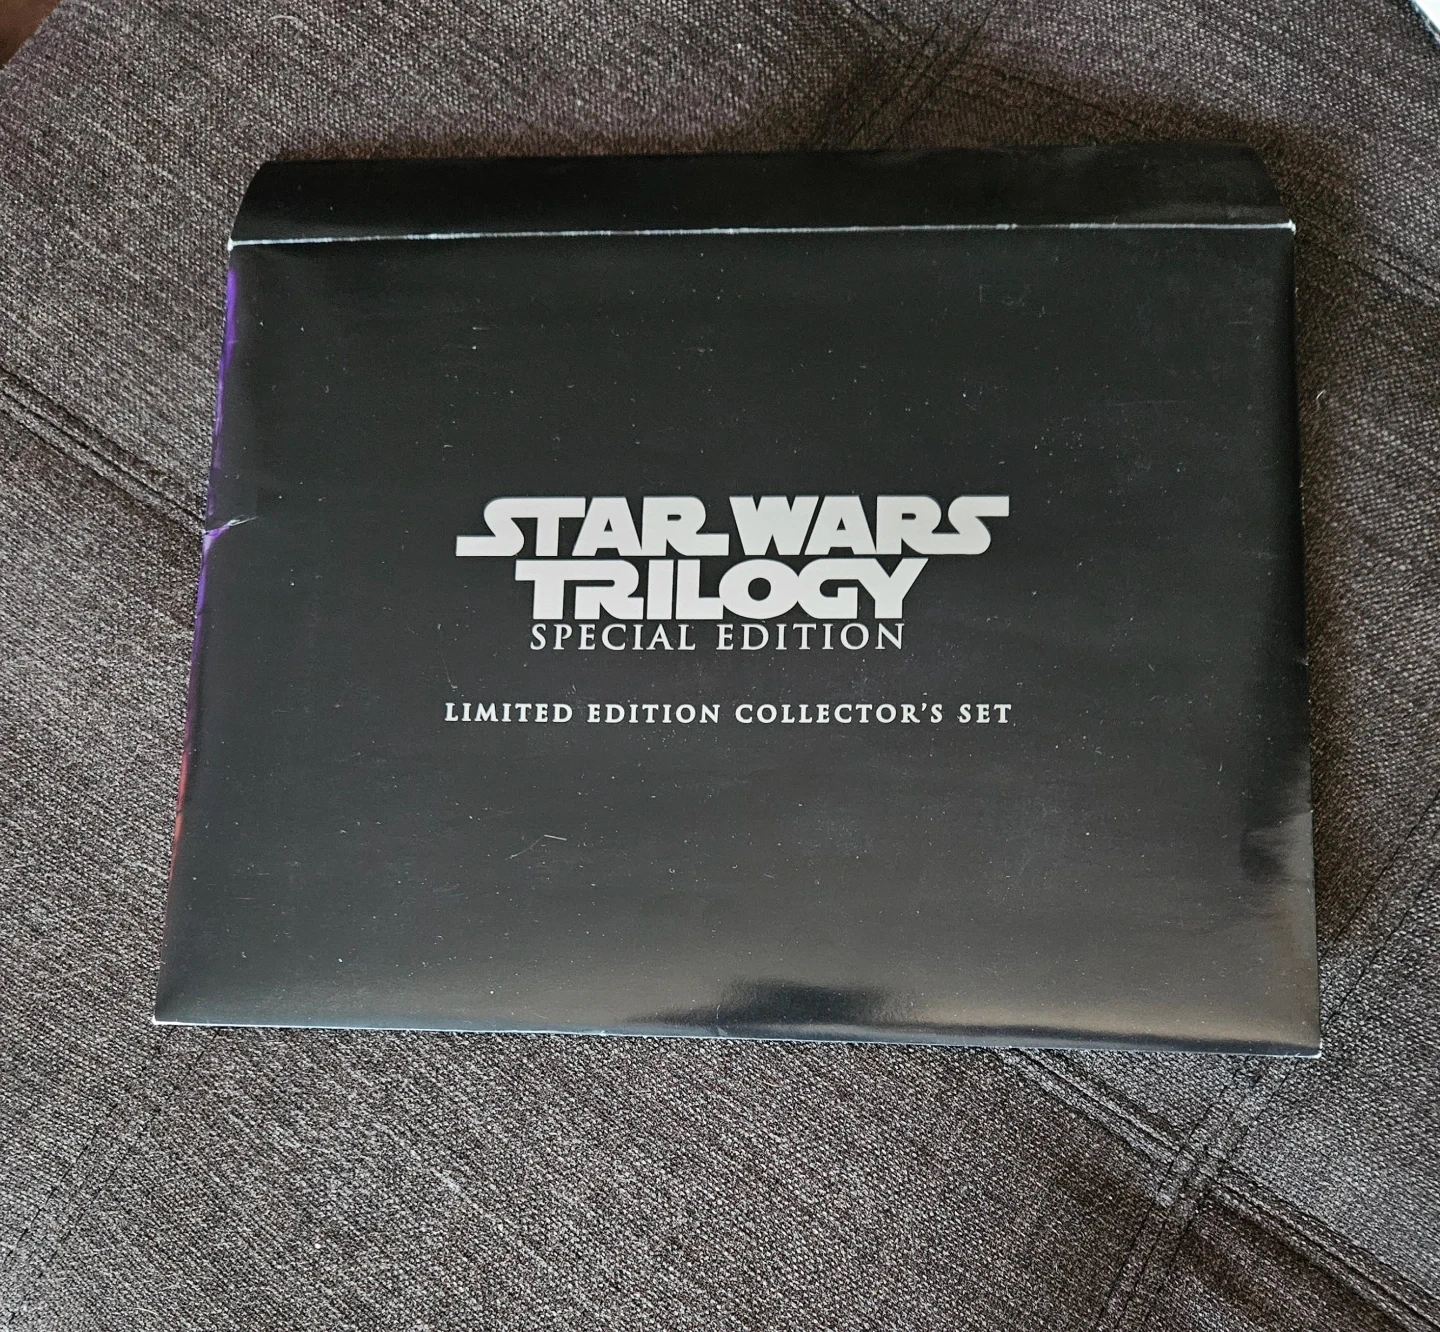 STAR WARS
TRILOGY
SPECIAL EDITION
LIMITED EDITION COLLECTOR'S SET